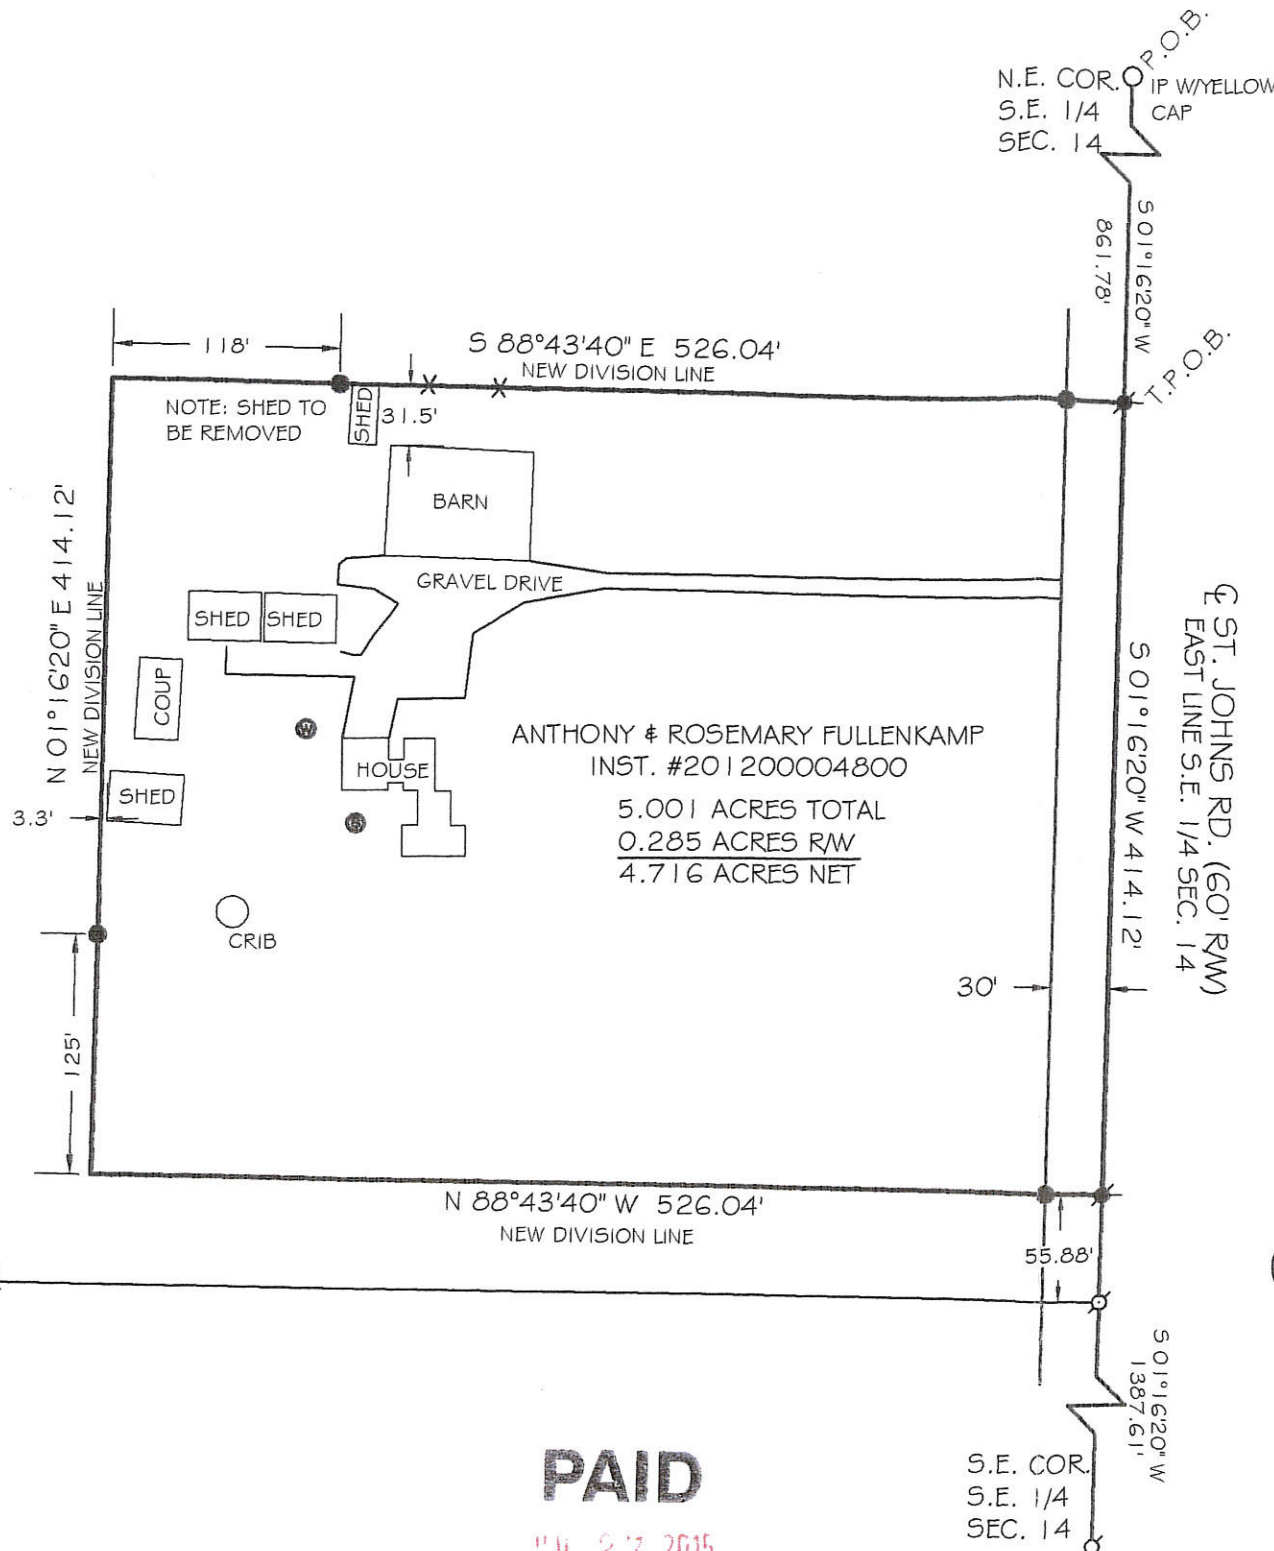 P.O.B.
N.E. COR.
S.E. 1/4
SEC. 14
IP W/YELLOW
CAP
S 01°16'20" W
861.78'
T.P.O.B.
118'
S 88°43'40" E 526.04'
NEW DIVISION LINE
NOTE: SHED TO
BE REMOVED
SHED
31.5'
BARN
N 01°16'20" E 414.12'
NEW DIVISION LINE
GRAVEL DRIVE
SHED
SHED
COUP
W
HOUSE
SHED
3.3'
S
ANTHONY & ROSEMARY FULLENKAMP
INST. #201200004800
5.001 ACRES TOTAL
0.285 ACRES R/W
4.716 ACRES NET
℄ ST. JOHNS RD. (60' R/W)
EAST LINE S.E. 1/4 SEC. 14
S 01°16'20" W 414.12'
CRIB
30'
125'
N 88°43'40" W 526.04'
NEW DIVISION LINE
55.88'
S 01°16'20" W
1387.61'
S.E. COR.
S.E. 1/4
SEC. 14
PAID
2015